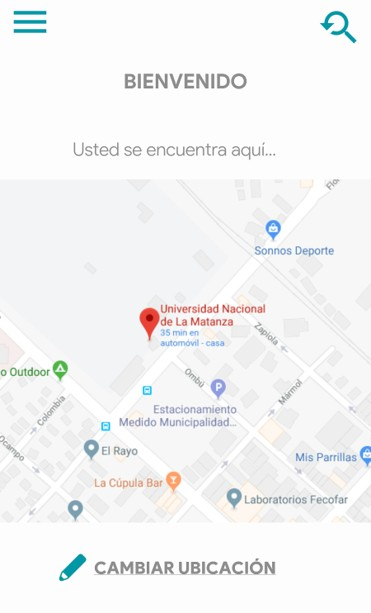 BIENVENIDO
Usted se encuentra aquí...
Flo
Sonnos Deporte
Universidad Nacional
de La Matanza
35 min en
automóvil - casa
Zapiola
o Outdoor
Ombú
P
Mármol
Colombia
Estacionamiento
Medido Municipalidad...
Ocampo
El Rayo
Mis Parrillas
La Cúpula Bar
Laboratorios Fecofar
CAMBIAR UBICACIÓN